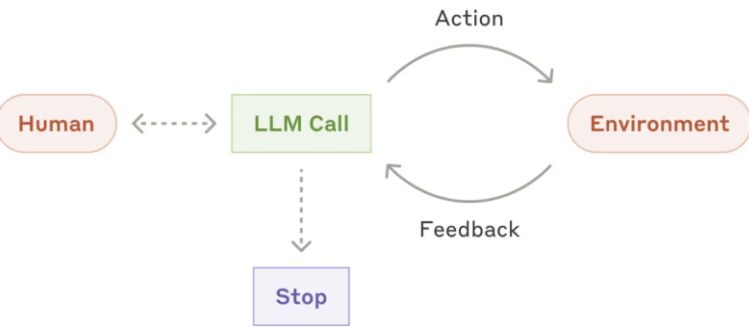 Action
Human
LLM Call
Environment
Feedback
Stop